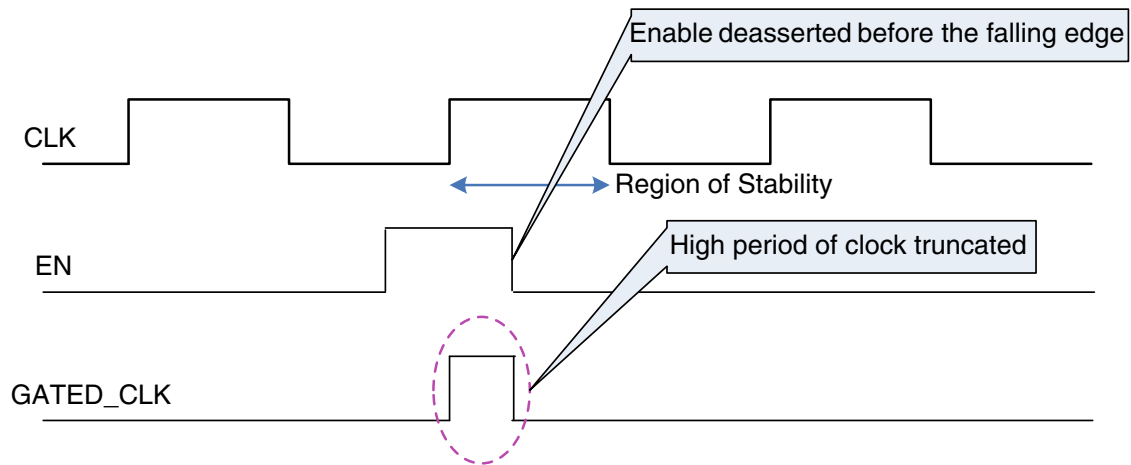 Enable deasserted before the falling edge
CLK
Region of Stability
High period of clock truncated
EN
GATED_CLK